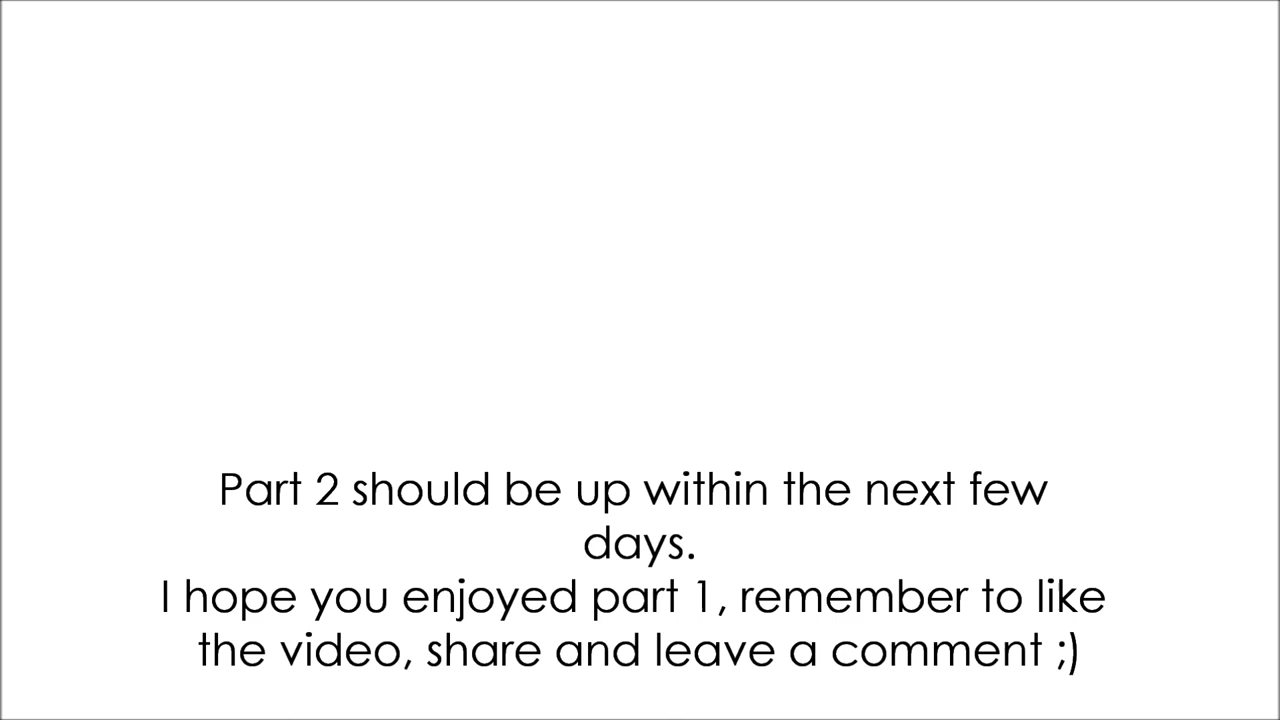 Part 2 should be up within the next few
days.
I hope you enjoyed part 1, remember to like
the video, share and leave a comment ;)